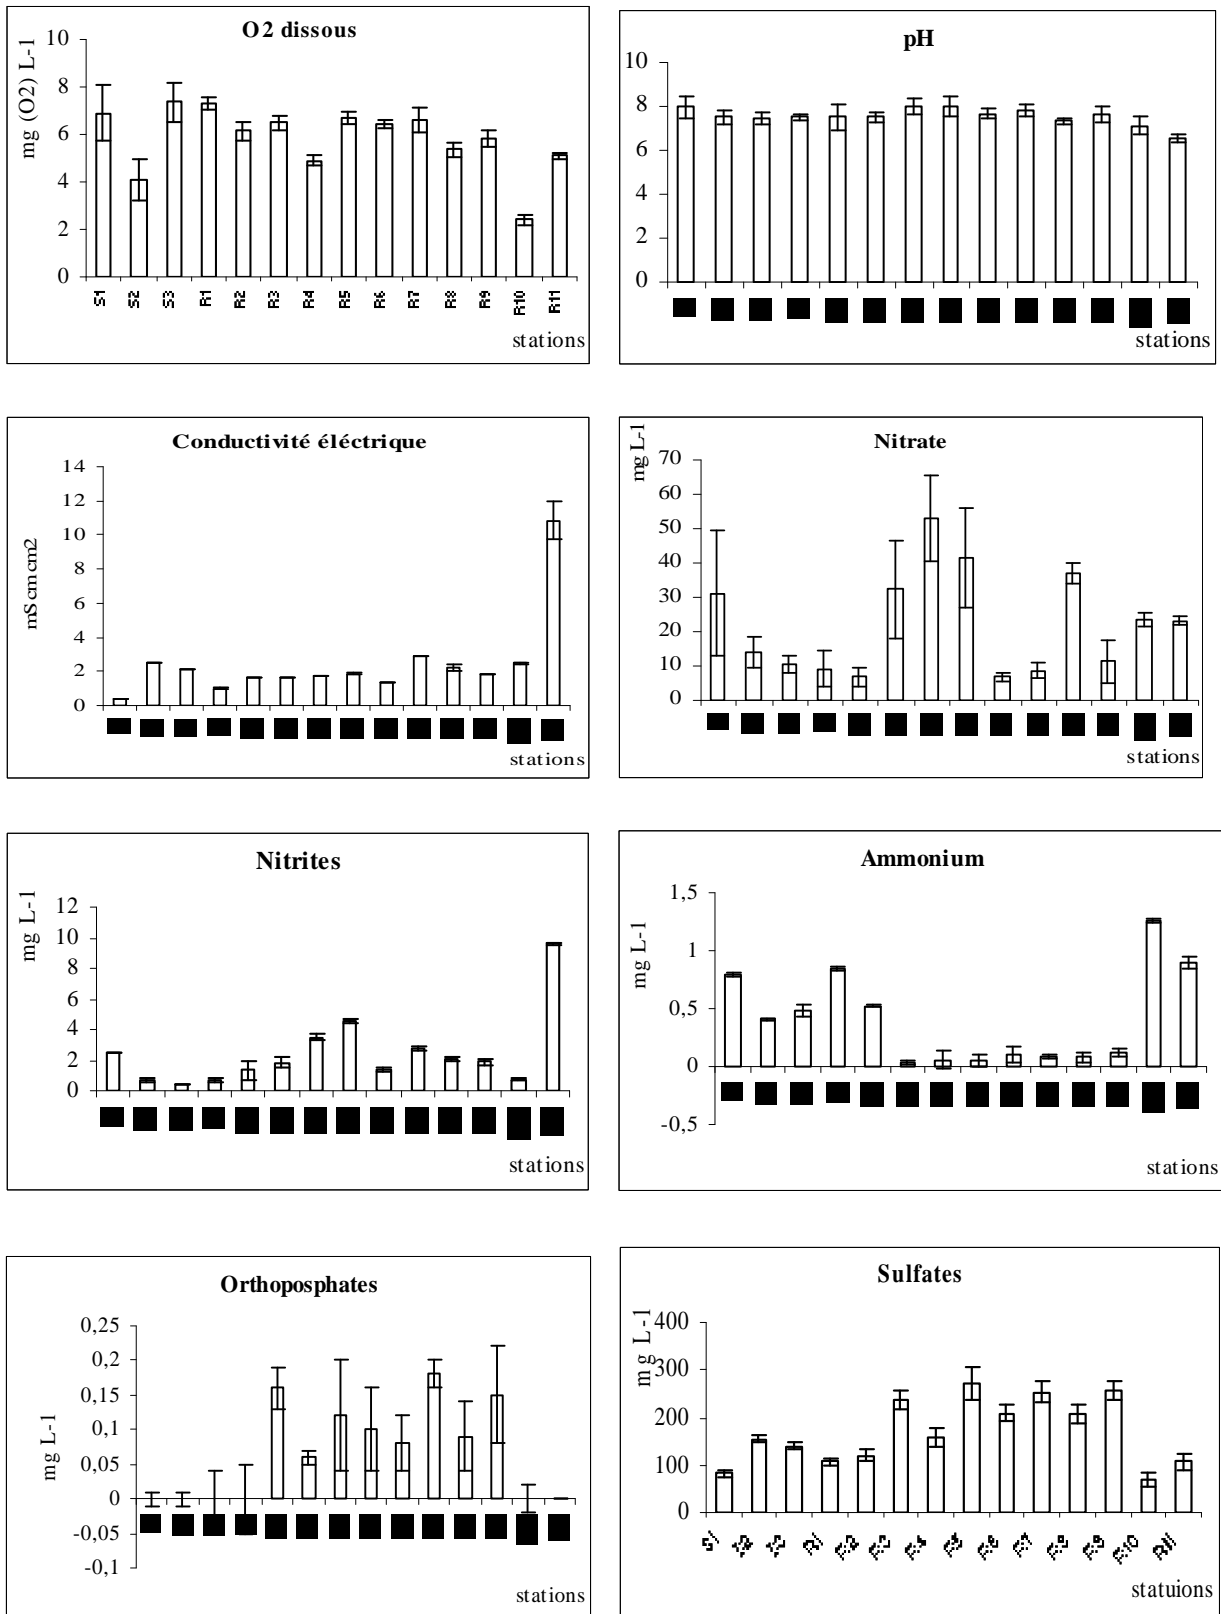 O2 dissous
mg (O2) L-1
10
8
6
4
2
0
S1 S2 S3 R1 R2 R3 R4 R5 R6 R7 R8 R9 R10 R11
stations
pH
10
8
6
4
2
0
stations
Conductivité éléctrique
mScmcm2
14
12
10
8
6
4
2
0
stations
Nitrate
mg L-1
70
60
50
40
30
20
10
0
stations
Nitrites
mg L-1
12
10
8
6
4
2
0
stations
Ammonium
mg L-1
1,5
1
0,5
0
-0,5
stations
Orthoposphates
mg L-1
0,25
0,2
0,15
0,1
0,05
0
-0,05
-0,1
stations
Sulfates
mg L-1
400
300
200
100
0
statuions